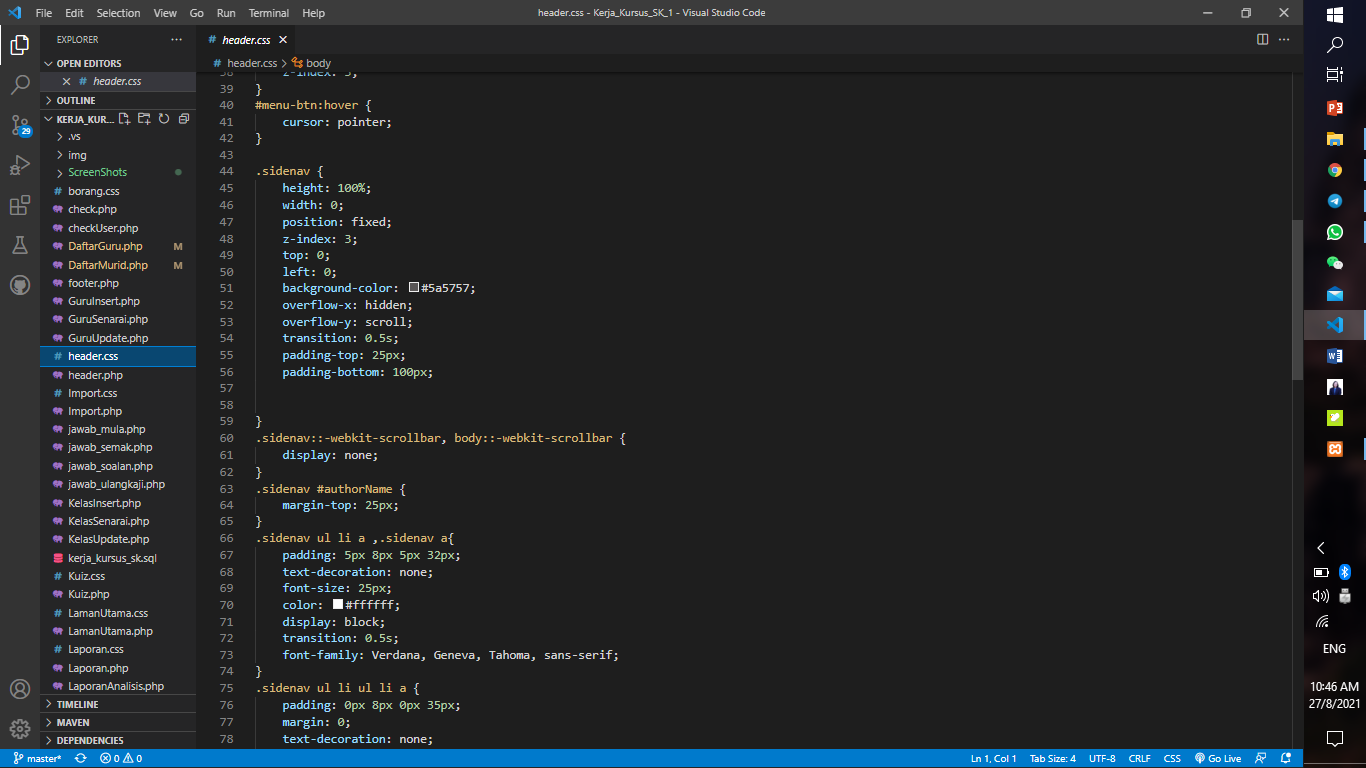 File Edit Selection View Go Run Terminal Help
header.css - Kerja_Kursus_SK_1 - Visual Studio Code
EXPLORER
OPEN EDITORS
header.css
OUTLINE
KERJA_KUR...
.vs
img
ScreenShots
borang.css
check.php
checkUser.php
DaftarGuru.php M
DaftarMurid.php M
footer.php
GuruInsert.php
GuruSenarai.php
GuruUpdate.php
header.css
header.php
Import.css
Import.php
jawab_mula.php
jawab_semak.php
jawab_soalan.php
jawab_ulangkaji.php
KelasInsert.php
KelasSenarai.php
KelasUpdate.php
kerja_kursus_sk.sql
Kuiz.css
Kuiz.php
LamanUtama.css
LamanUtama.php
Laporan.css
Laporan.php
LaporanAnalisis.php
TIMELINE
MAVEN
DEPENDENCIES
29
# header.css
# header.css > body
38 z-index: 5;
39 }
40 #menu-btn:hover {
41 cursor: pointer;
42 }
43
44 .sidenav {
45 height: 100%;
46 width: 0;
47 position: fixed;
48 z-index: 3;
49 top: 0;
50 left: 0;
51 background-color: #5a5757;
52 overflow-x: hidden;
53 overflow-y: scroll;
54 transition: 0.5s;
55 padding-top: 25px;
56 padding-bottom: 100px;
57
58
59 }
60 .sidenav::-webkit-scrollbar, body::-webkit-scrollbar {
61 display: none;
62 }
63 .sidenav #authorName {
64 margin-top: 25px;
65 }
66 .sidenav ul li a ,.sidenav a{
67 padding: 5px 8px 5px 32px;
68 text-decoration: none;
69 font-size: 25px;
70 color: #ffffff;
71 display: block;
72 transition: 0.5s;
73 font-family: Verdana, Geneva, Tahoma, sans-serif;
74 }
75 .sidenav ul li ul li a {
76 padding: 0px 8px 0px 35px;
77 margin: 0;
78 text-decoration: none;
master* 0 0 Ln 1, Col 1 Tab Size: 4 UTF-8 CRLF CSS Go Live
ENG
10:46 AM
27/8/2021